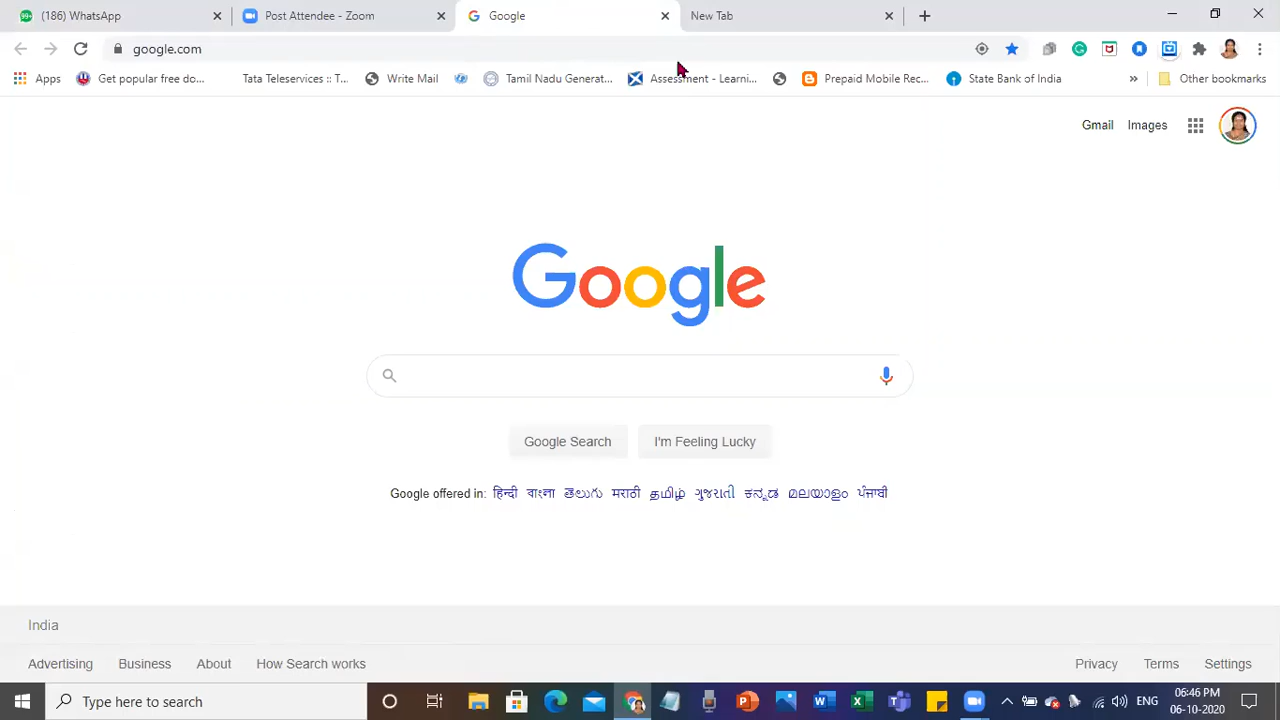 (186) WhatsApp
Post Attendee - Zoom
Google
New Tab
google.com
Apps
Get popular free do...
Tata Teleservices :: T...
Write Mail
Tamil Nadu Generat...
Assessment - Learni...
Prepaid Mobile Rec...
State Bank of India
»
Other bookmarks
Gmail
Images
Google
Google Search
I'm Feeling Lucky
Google offered in: हिन्दी বাংলা తెలుగు मराठी தமிழ் ગુજરાતી ಕನ್ನಡ മലയാളം ਪੰਜਾਬੀ
India
Advertising
Business
About
How Search works
Privacy
Terms
Settings
Type here to search
ENG
06:46 PM
06-10-2020